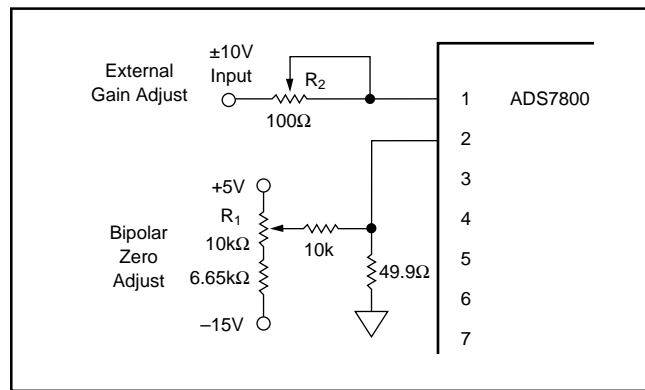 External
Gain Adjust
±10V
Input
R2
100Ω
1
ADS7800
2
3
4
5
6
7
+5V
R1
10kΩ
10k
Bipolar
Zero
Adjust
6.65kΩ
49.9Ω
–15V